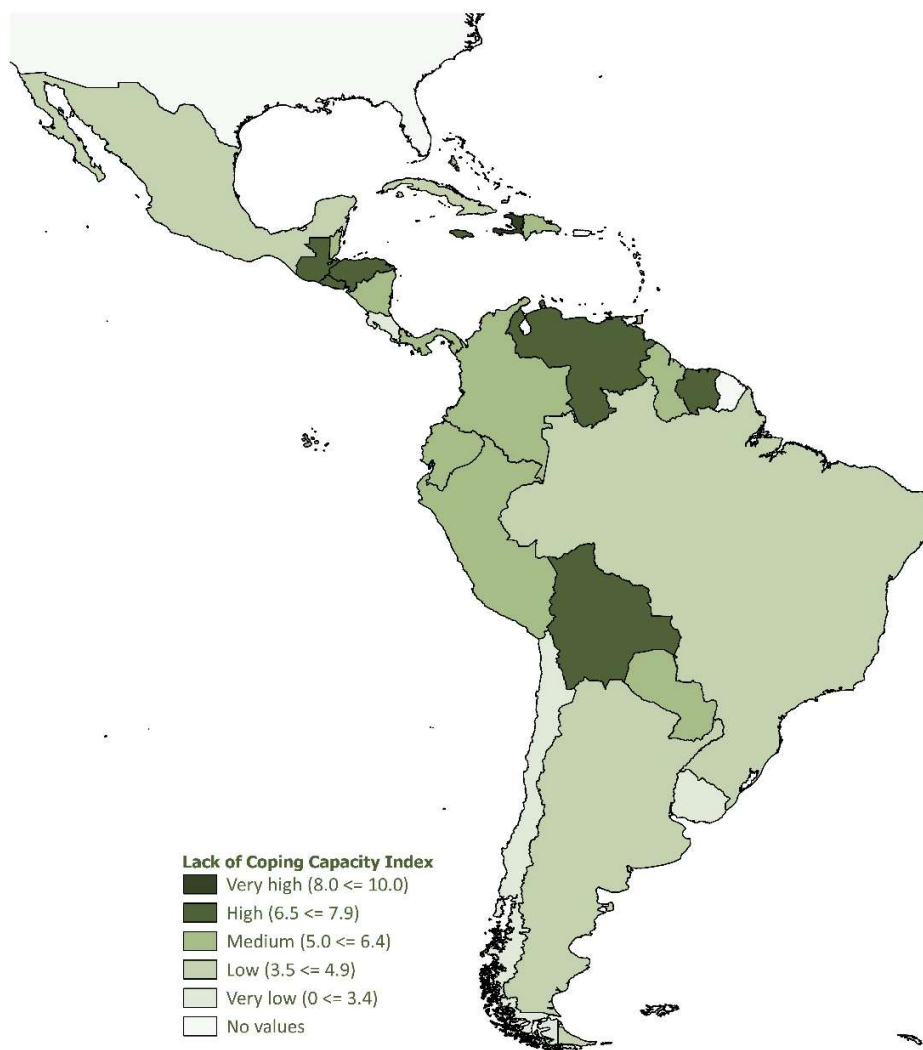 Lack of Coping Capacity Index
Very high (8.0 <= 10.0)
High (6.5 <= 7.9)
Medium (5.0 <= 6.4)
Low (3.5 <= 4.9)
Very low (0 <= 3.4)
No values